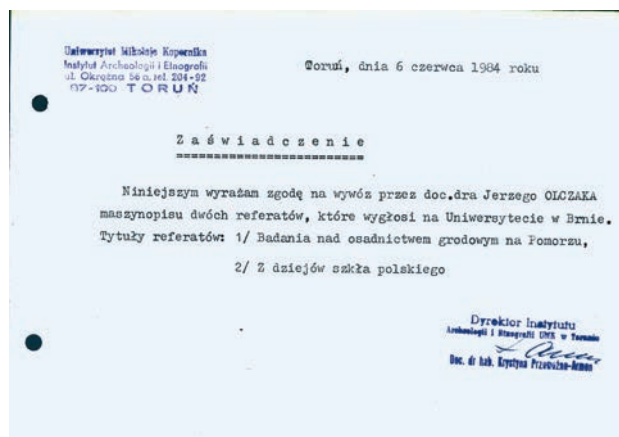 Uniwersytet Mikołaja Kopernika
Instytut Archeologii i Etnografii
ul. Okrężna 56 a, tel. 204-92
87-100 TORUŃ
Toruń, dnia 6 czerwca 1984 roku
Zaświadczenie
=========================
Niniejszym wyrażam zgodę na wywóz przez doc.dra Jerzego OLCZAKA
maszynopisu dwóch referatów, które wygłosi na Uniwersytecie w Brnie.
Tytuły referatów: 1/ Badania nad osadnictwem grodowym na Pomorzu,
2/ Z dziejów szkła polskiego
Dyrektor Instytutu
Archeologii i Etnografii UMK w Toruniu
Doc. dr hab. Krystyna Przewoźna-Armon